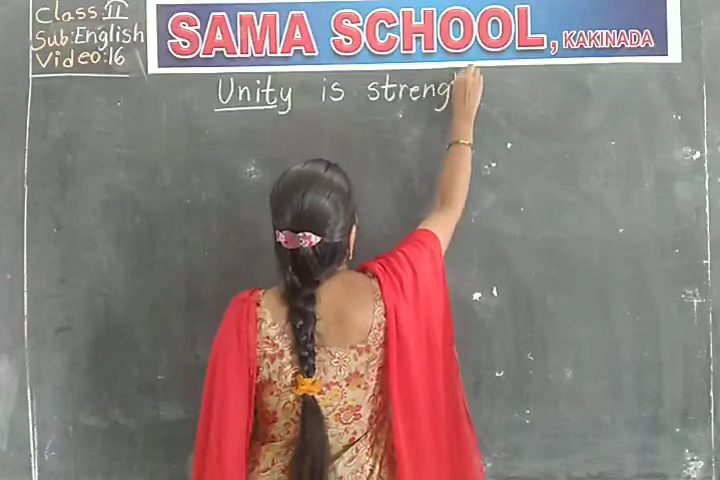 Class: II
Sub: English
Video: 16
SAMA SCHOOL, KAKINADA
Unity is streng